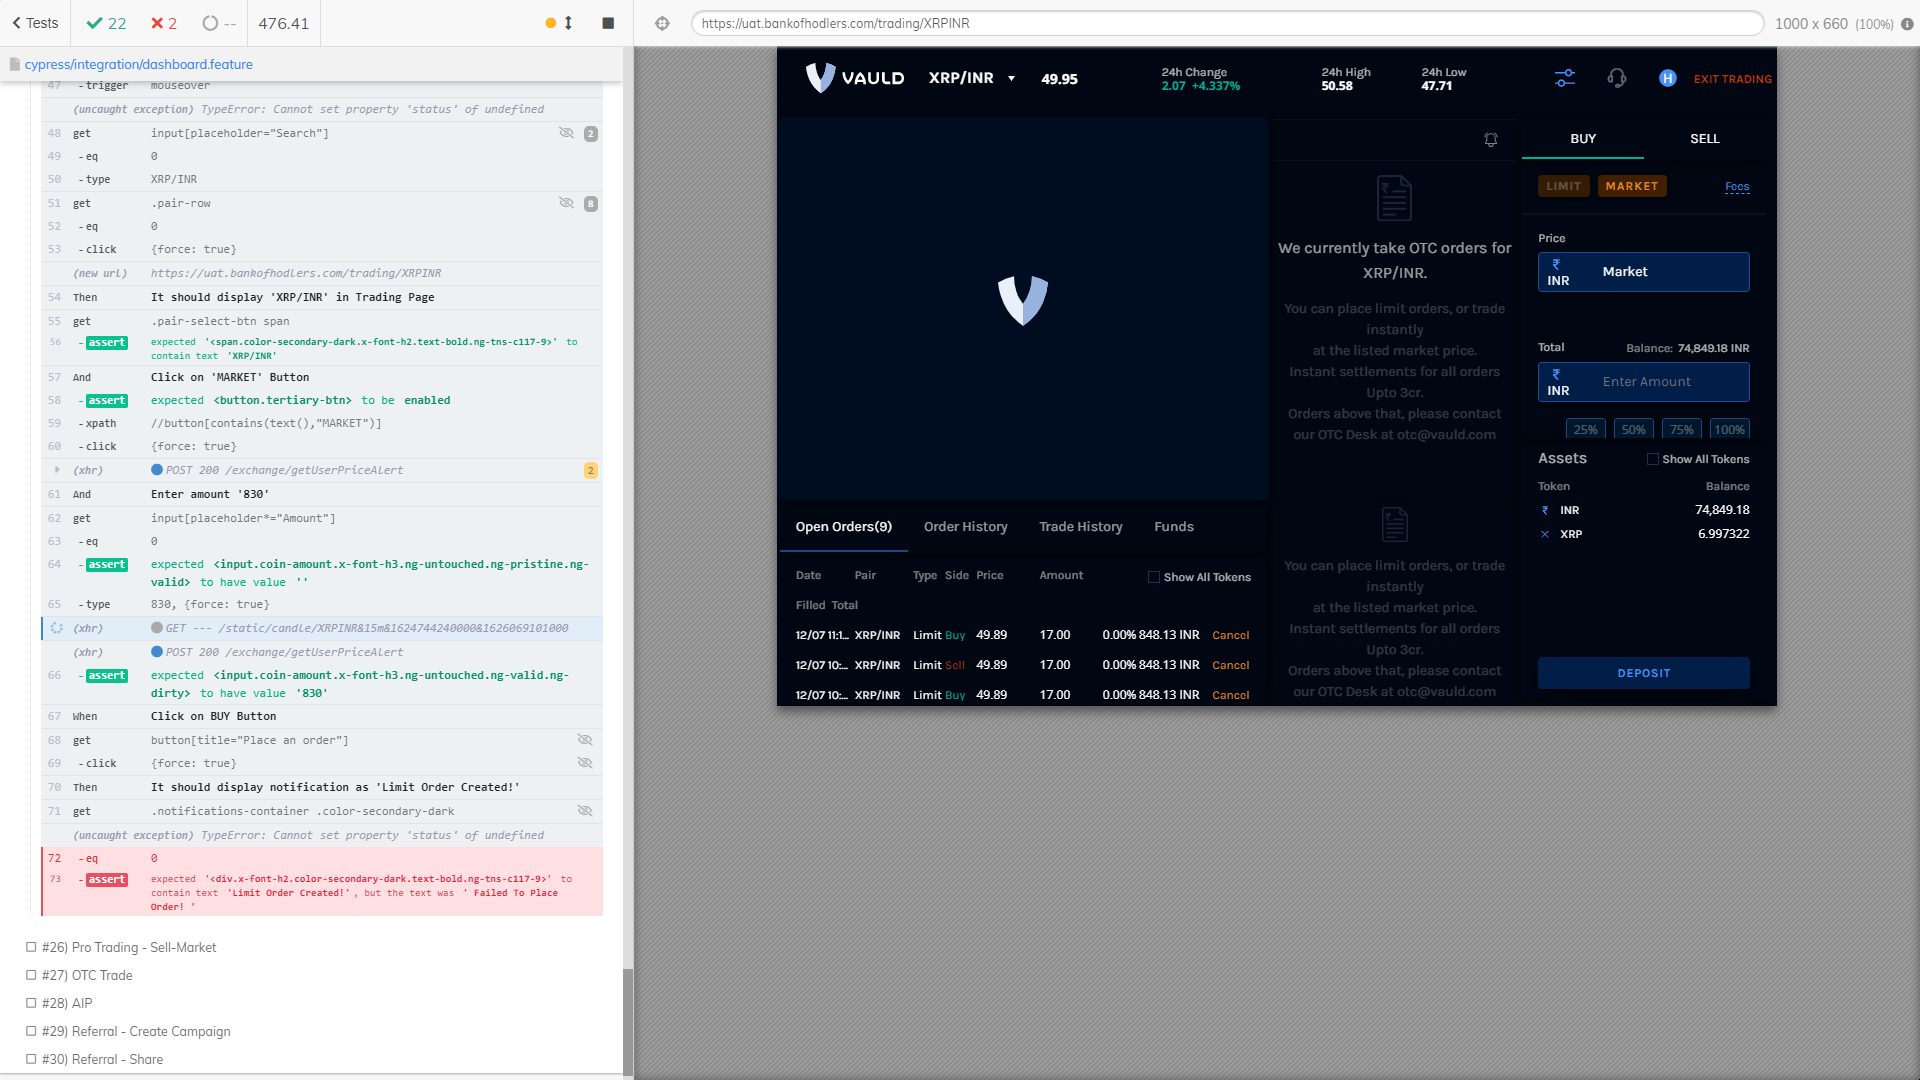 Tests
22
2
--
476.41
https://uat.bankofhodlers.com/trading/XRPINR
1000 x 660 (100%)
cypress/integration/dashboard.feature
47 -trigger mouseover
(uncaught exception) TypeError: Cannot set property 'status' of undefined
48 get input[placeholder="Search"] 2
49 -eq 0
50 -type XRP/INR
51 get .pair-row 8
52 -eq 0
53 -click {force: true}
(new url) https://uat.bankofhodlers.com/trading/XRPINR
54 Then It should display 'XRP/INR' in Trading Page
55 get .pair-select-btn span
56 -assert expected '<span.color-secondary-dark.x-font-h2.text-bold.ng-tns-c117-9>' to
contain text 'XRP/INR'
57 And Click on 'MARKET' Button
58 -assert expected <button.tertiary-btn> to be enabled
59 -xpath //button[contains(text(),"MARKET")]
60 -click {force: true}
(xhr) POST 200 /exchange/getUserPriceAlert 2
61 And Enter amount '830'
62 get input[placeholder*="Amount"]
63 -eq 0
64 -assert expected <input.coin-amount.x-font-h3.ng-untouched.ng-pristine.ng-
valid> to have value ''
65 -type 830, {force: true}
(xhr) GET --- /static/candle/XRPINR&15m&1624744240000&1626069101000
(xhr) POST 200 /exchange/getUserPriceAlert
66 -assert expected <input.coin-amount.x-font-h3.ng-untouched.ng-valid.ng-
dirty> to have value '830'
67 When Click on BUY Button
68 get button[title="Place an order"]
69 -click {force: true}
70 Then It should display notification as 'Limit Order Created!'
71 get .notifications-container .color-secondary-dark
(uncaught exception) TypeError: Cannot set property 'status' of undefined
72 -eq 0
73 -assert expected '<div.x-font-h2.color-secondary-dark.text-bold.ng-tns-c117-9>' to
contain text 'Limit Order Created!', but the text was ' Failed To Place
Order! '
#26) Pro Trading - Sell-Market
#27) OTC Trade
#28) AIP
#29) Referral - Create Campaign
#30) Referral - Share
VAULD
XRP/INR
49.95
24h Change
2.07 +4.337%
24h High
50.58
24h Low
47.71
H
EXIT TRADING
We currently take OTC orders for
XRP/INR.
You can place limit orders, or trade
instantly
at the listed market price.
Instant settlements for all orders
Upto 3cr.
Orders above that, please contact
our OTC Desk at otc@vauld.com
BUY SELL
LIMIT MARKET Fees
Price
₹
INR Market
Total Balance: 74,849.18 INR
₹
INR Enter Amount
25% 50% 75% 100%
Assets Show All Tokens
Token Balance
₹ INR 74,849.18
XRP 6.997322
DEPOSIT
Open Orders(9) Order History Trade History Funds
Date Pair Type Side Price Amount Show All Tokens
Filled Total
12/07 11:1... XRP/INR Limit Buy 49.89 17.00 0.00% 848.13 INR Cancel
12/07 10:... XRP/INR Limit Sell 49.89 17.00 0.00% 848.13 INR Cancel
12/07 10:... XRP/INR Limit Buy 49.89 17.00 0.00% 848.13 INR Cancel
You can place limit orders, or trade
instantly
at the listed market price.
Instant settlements for all orders
Upto 3cr.
Orders above that, please contact
our OTC Desk at otc@vauld.com